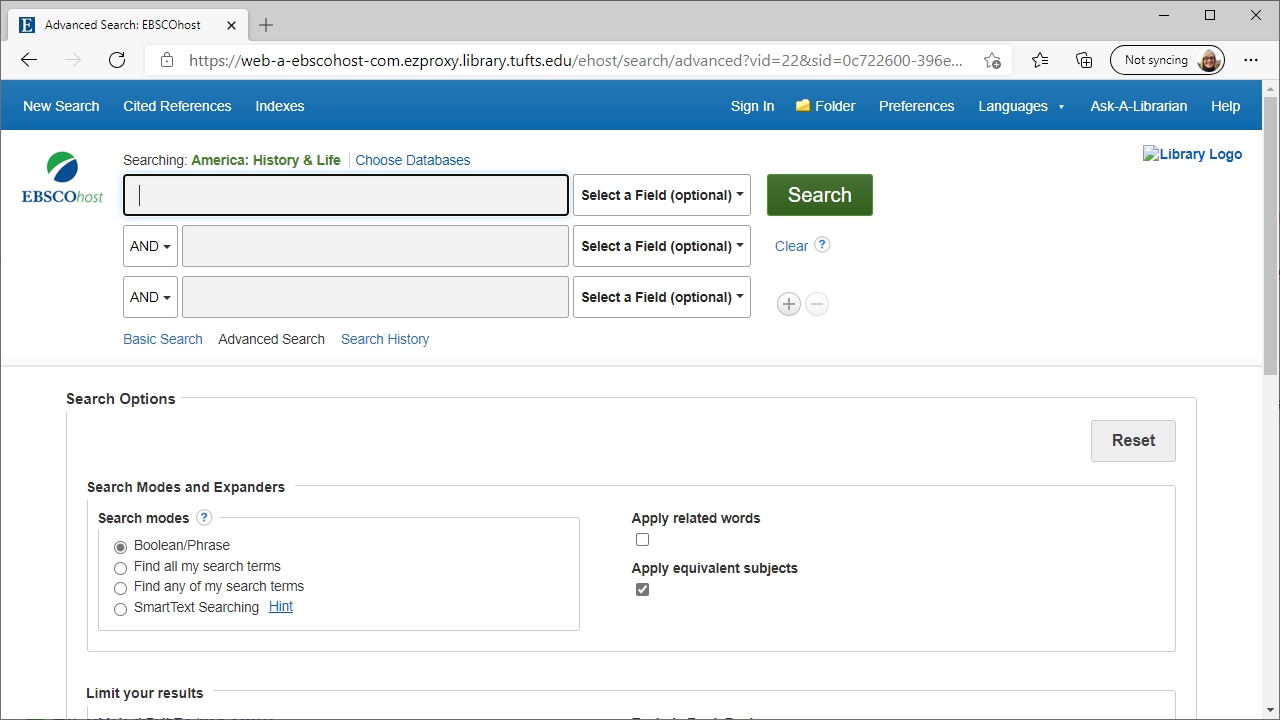 Advanced Search: EBSCOhost
https://web-a-ebscohost-com.ezproxy.library.tufts.edu/ehost/search/advanced?vid=22&sid=0c722600-396e...
Not syncing
New Search Cited References Indexes Sign In Folder Preferences Languages Ask-A-Librarian Help
Searching: America: History & Life Choose Databases
Library Logo
EBSCOhost
Select a Field (optional) Search
AND Select a Field (optional) Clear ?
AND Select a Field (optional)
Basic Search Advanced Search Search History
Search Options
Reset
Search Modes and Expanders
Search modes ?
Boolean/Phrase
Find all my search terms
Find any of my search terms
SmartText Searching Hint
Apply related words
Apply equivalent subjects
Limit your results